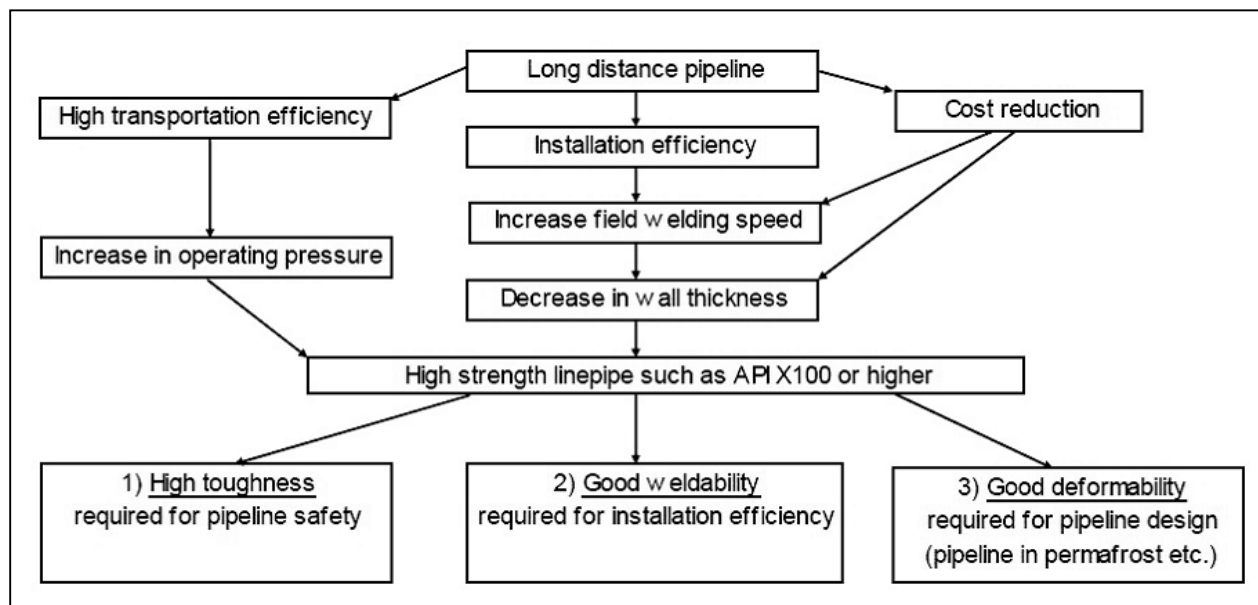 Long distance pipeline
High transportation efficiency
Cost reduction
Installation efficiency
Increase field welding speed
Increase in operating pressure
Decrease in wall thickness
High strength linepipe such as API X100 or higher
1) High toughness
required for pipeline safety
2) Good weldability
required for installation efficiency
3) Good deformability
required for pipeline design
(pipeline in permafrost etc.)